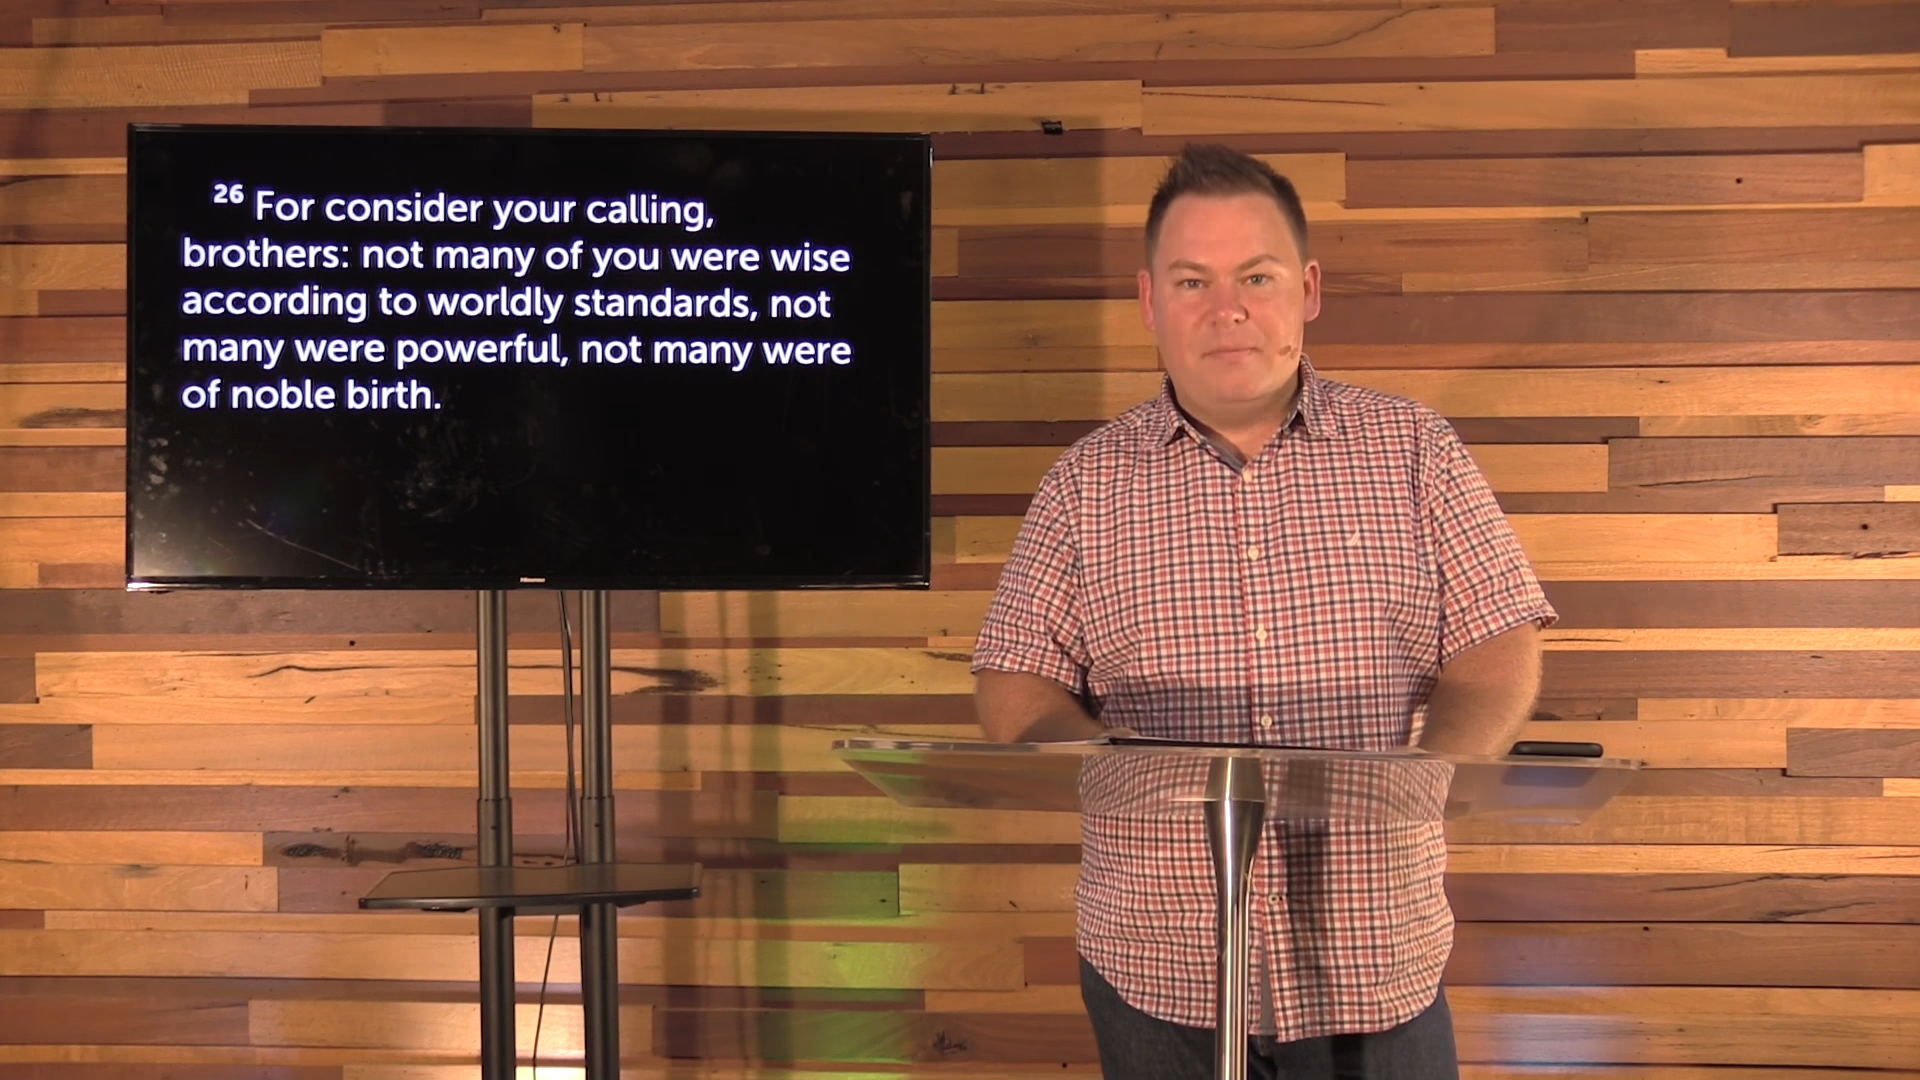 26 For consider your calling,
brothers: not many of you were wise
according to worldly standards, not
many were powerful, not many were
of noble birth.
Hisense